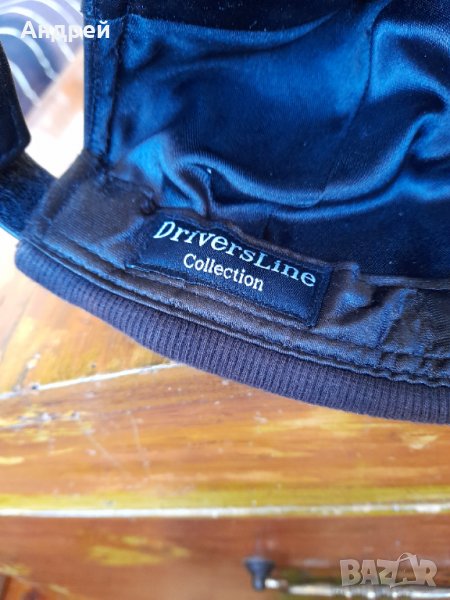 Андрей
DriversLine
Collection
BAZAR